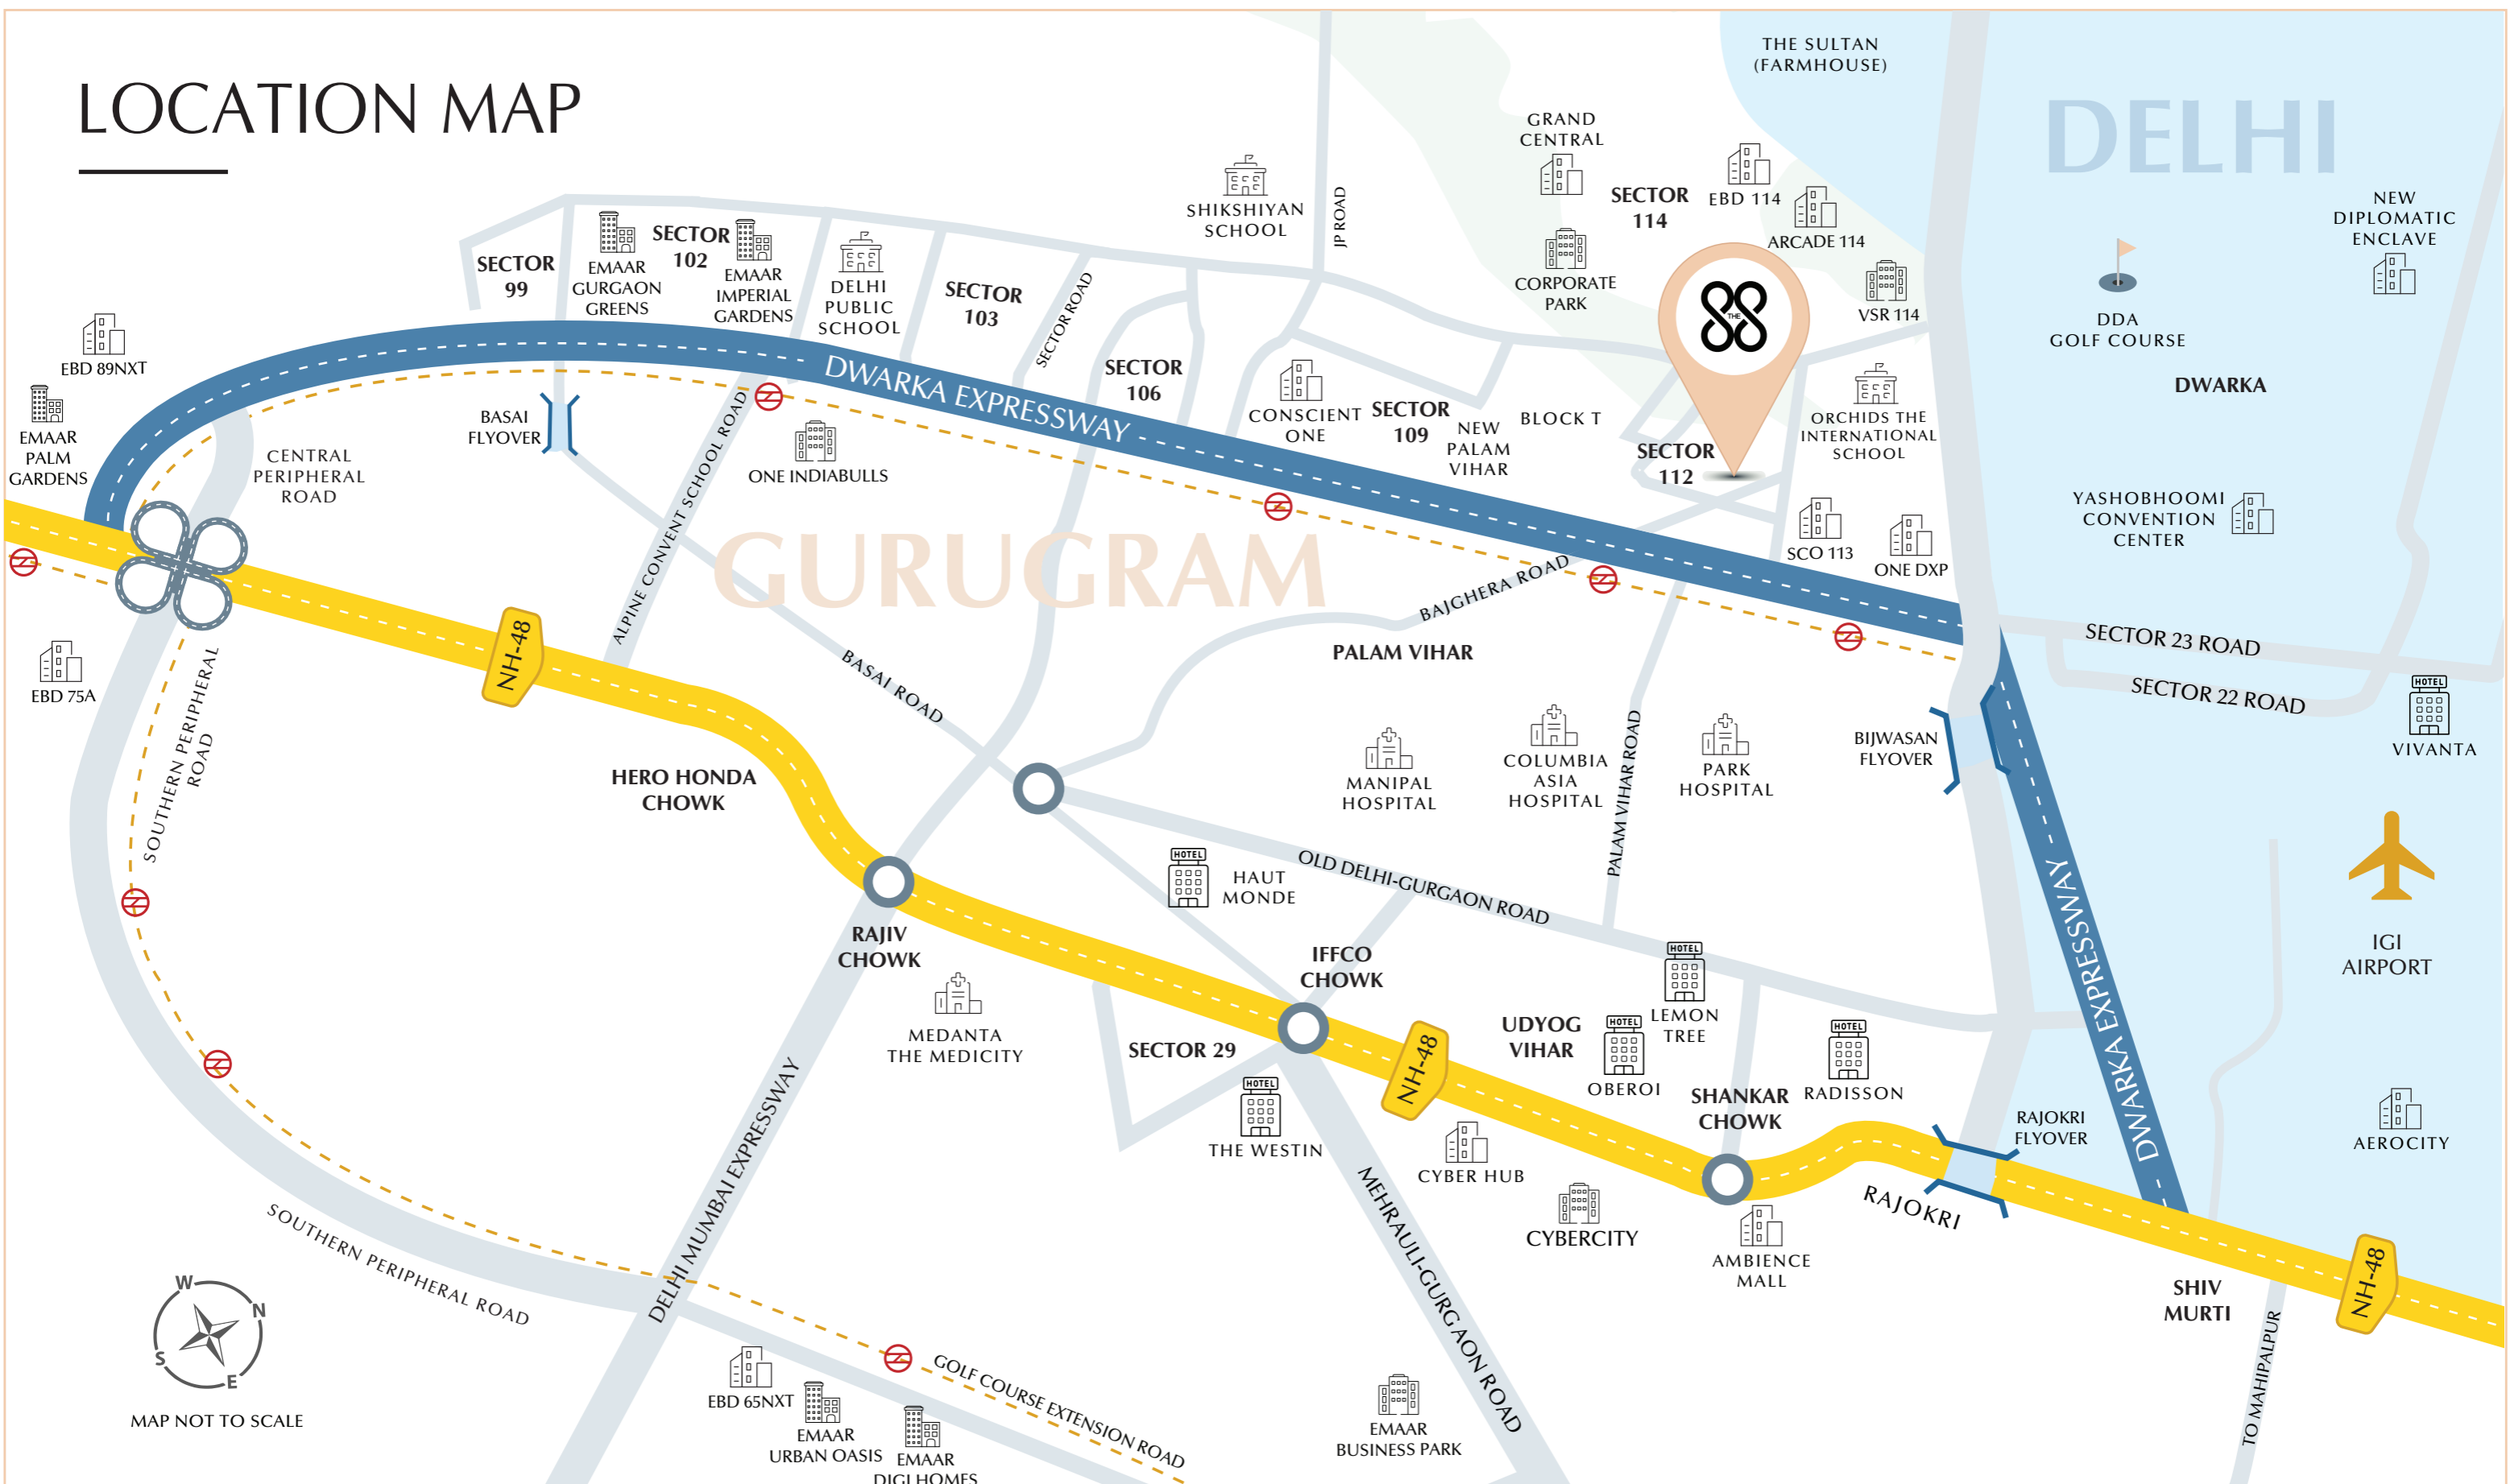 LOCATION MAP
THE SULTAN
(FARMHOUSE)
DELHI
GRAND
CENTRAL
SECTOR
114
EBD 114
ARCADE 114
NEW
DIPLOMATIC
ENCLAVE
SHIKSHIYAN
SCHOOL
JP ROAD
SECTOR
99
EMAAR
GURGAON
GREENS
SECTOR
102
EMAAR
IMPERIAL
GARDENS
DELHI
PUBLIC
SCHOOL
SECTOR
103
SECTOR ROAD
CORPORATE
PARK
THE
VSR 114
DDA
GOLF COURSE
DWARKA
EBD 89NXT
EMAAR
PALM
GARDENS
DWARKA EXPRESSWAY
SECTOR
106
CONSCIENT
ONE
SECTOR
109
NEW
PALAM
VIHAR
BLOCK T
SECTOR
112
ORCHIDS THE
INTERNATIONAL
SCHOOL
BASAI
FLYOVER
CENTRAL
PERIPHERAL
ROAD
ALPINE CONVENT SCHOOL ROAD
ONE INDIABULLS
YASHOBHOOMI
CONVENTION
CENTER
SCO 113
ONE DXP
GURUGRAM
BAJGHERA ROAD
PALAM VIHAR
SECTOR 23 ROAD
SECTOR 22 ROAD
NH-48
EBD 75A
BASAI ROAD
SOUTHERN PERIPHERAL
ROAD
HERO HONDA
CHOWK
MANIPAL
HOSPITAL
COLUMBIA
ASIA
HOSPITAL
PALAM VIHAR ROAD
PARK
HOSPITAL
BIJWASAN
FLYOVER
HOTEL
VIVANTA
HOTEL
HAUT
MONDE
OLD DELHI-GURGAON ROAD
DWARKA EXPRESSWAY
IGI
AIRPORT
RAJIV
CHOWK
IFFCO
CHOWK
MEDANTA
THE MEDICITY
SECTOR 29
HOTEL
THE WESTIN
NH-48
UDYOG
VIHAR
HOTEL
LEMON
TREE
HOTEL
OBEROI
SHANKAR
CHOWK
HOTEL
RADISSON
DWARKA EXPRESSWAY
RAJOKRI
FLYOVER
AEROCITY
CYBER HUB
CYBERCITY
AMBIENCE
MALL
RAJOKRI
DELHI MUMBAI EXPRESSWAY
MEHRAULI-GURGAON ROAD
SHIV
MURTI
NH-48
TO MAHIPALPUR
SOUTHERN PERIPHERAL ROAD
W
N
S
E
MAP NOT TO SCALE
GOLF COURSE EXTENSION ROAD
EBD 65NXT
EMAAR
URBAN OASIS
EMAAR
DIGI HOMES
EMAAR
BUSINESS PARK